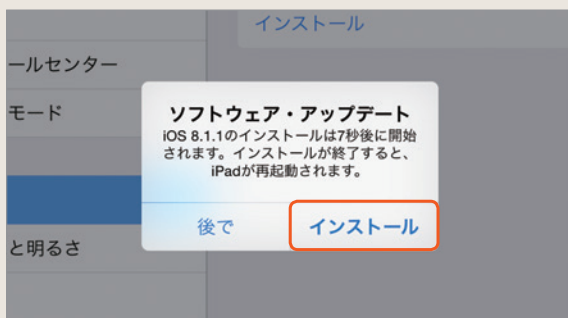 インストール
ールセンター
モード
ソフトウェア・アップデート
iOS 8.1.1のインストールは7秒後に開始
されます。インストールが終了すると、
iPadが再起動されます。
後で
インストール
と明るさ